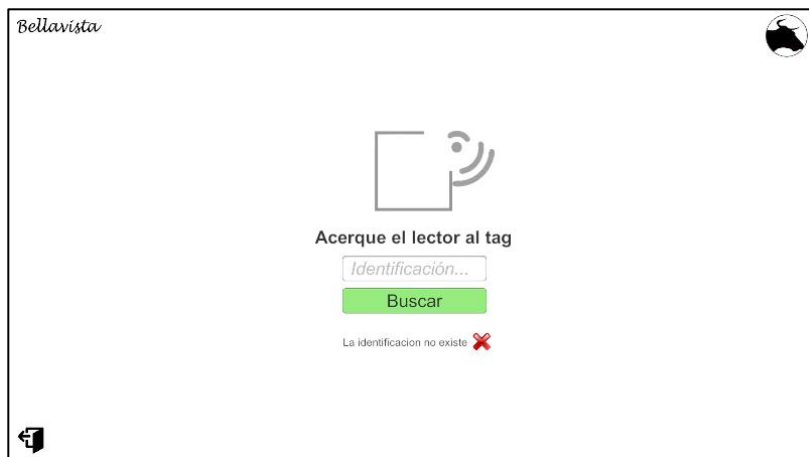 Bellavista
Acerque el lector al tag
Identificación...
Buscar
La identificacion no existe